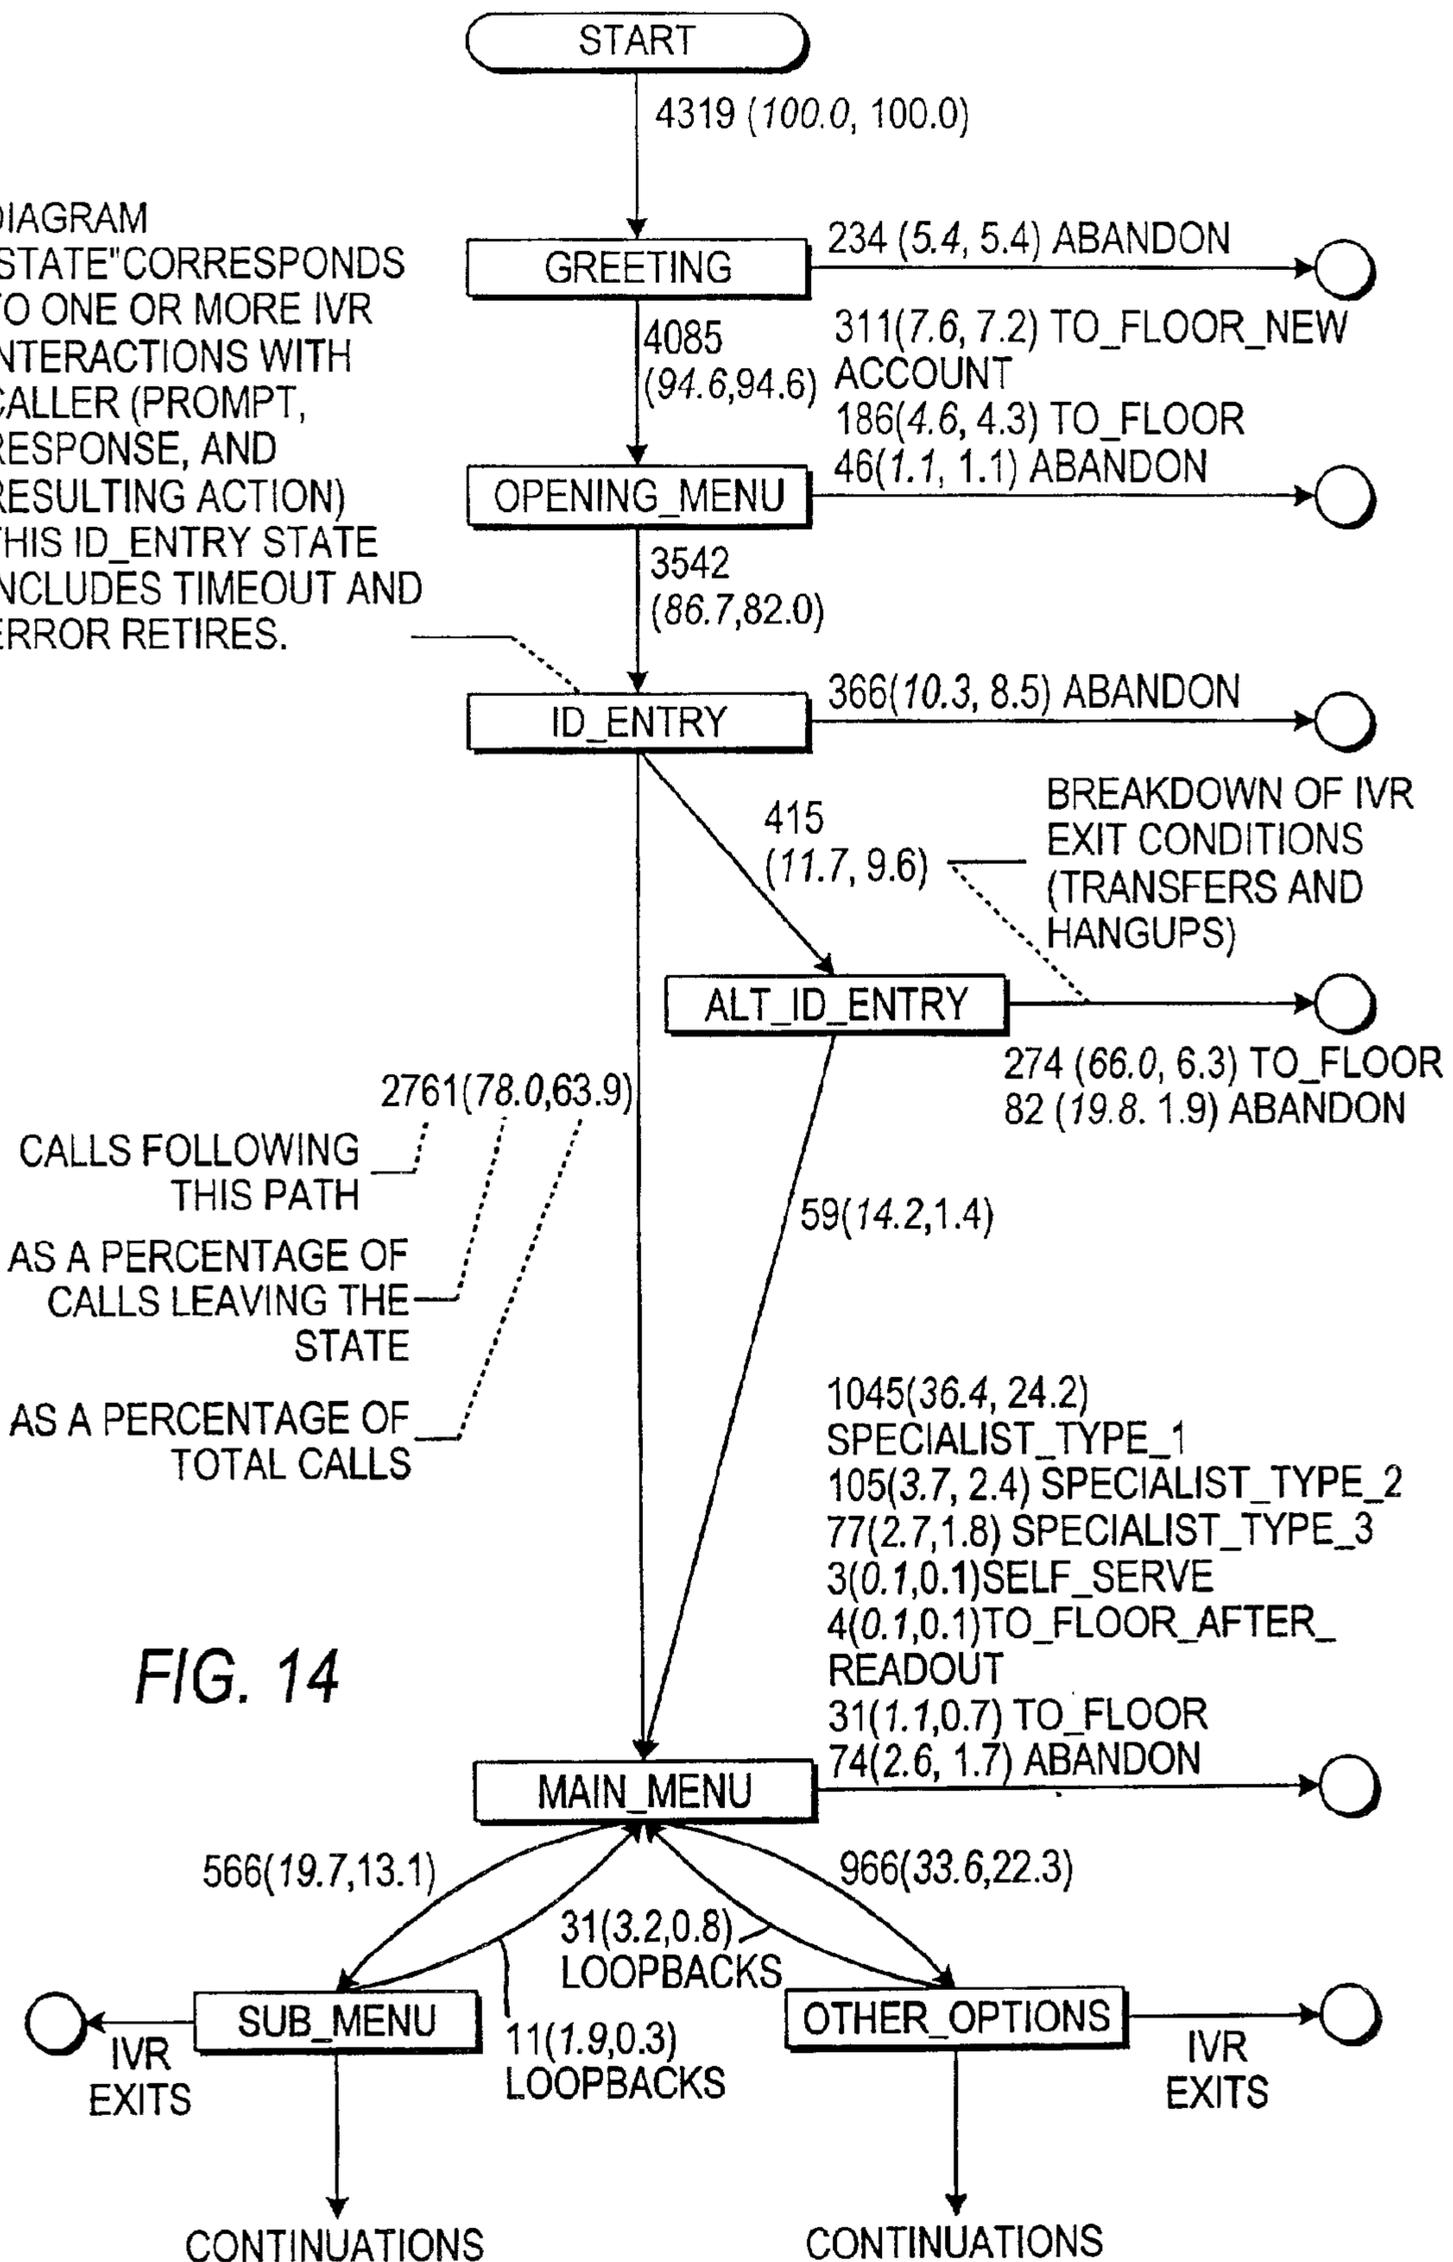 START
4319 (100.0, 100.0)
DIAGRAM
STATE"CORRESPONDS
TO ONE OR MORE IVR
INTERACTIONS WITH
CALLER (PROMPT,
RESPONSE, AND
RESULTING ACTION)
THIS ID_ENTRY STATE
INCLUDES TIMEOUT AND
ERROR RETIRES.
GREETING
234 (5.4, 5.4) ABANDON
4085
(94.6,94.6)
311(7.6, 7.2) TO_FLOOR_NEW
ACCOUNT
186(4.6, 4.3) TO_FLOOR
46(1.1, 1.1) ABANDON
OPENING_MENU
3542
(86.7,82.0)
ID_ENTRY
366(10.3, 8.5) ABANDON
415
(11.7, 9.6)
BREAKDOWN OF IVR
EXIT CONDITIONS
(TRANSFERS AND
HANGUPS)
ALT_ID_ENTRY
274 (66.0, 6.3) TO_FLOOR
82 (19.8. 1.9) ABANDON
2761(78.0,63.9)
CALLS FOLLOWING
THIS PATH
AS A PERCENTAGE OF
CALLS LEAVING THE
STATE
AS A PERCENTAGE OF
TOTAL CALLS
59(14.2,1.4)
1045(36.4, 24.2)
SPECIALIST_TYPE_1
105(3.7, 2.4) SPECIALIST_TYPE_2
77(2.7,1.8) SPECIALIST_TYPE_3
3(0.1,0.1)SELF_SERVE
4(0.1,0.1)TO_FLOOR_AFTER_
READOUT
31(1.1,0.7) TO_FLOOR
74(2.6, 1.7) ABANDON
FIG. 14
MAIN_MENU
566(19.7,13.1)
966(33.6,22.3)
31(3.2,0.8)
LOOPBACKS
11(1.9,0.3)
LOOPBACKS
SUB_MENU
OTHER_OPTIONS
IVR
EXITS
IVR
EXITS
CONTINUATIONS
CONTINUATIONS